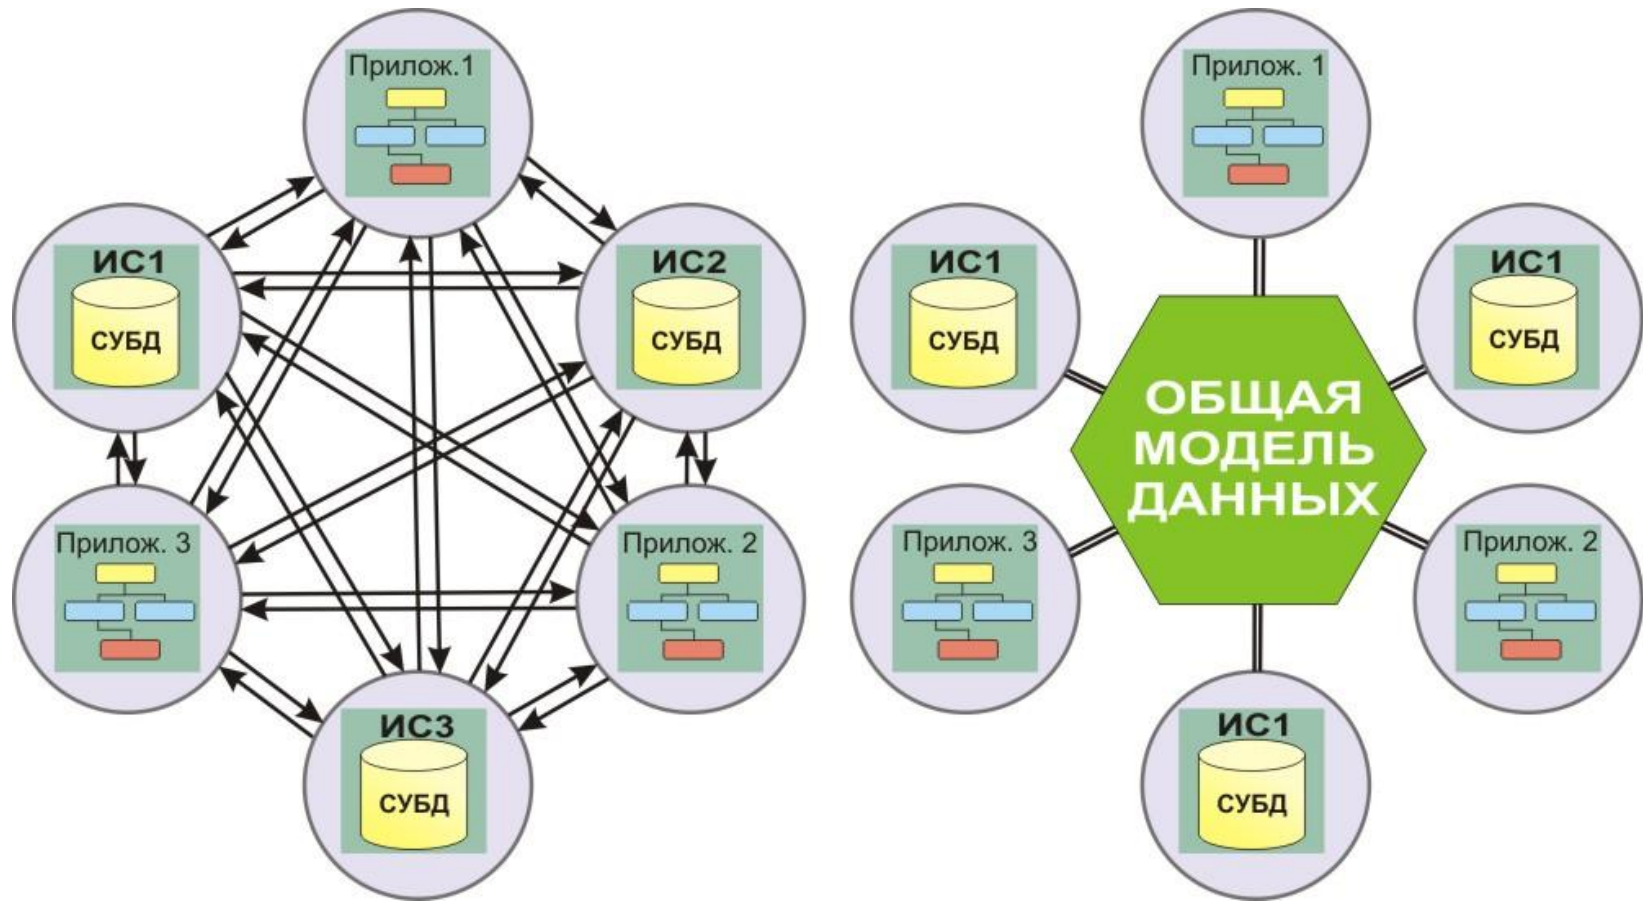 Прилож.1
ИС1
СУБД
ИС2
СУБД
Прилож. 3
Прилож. 2
ИС3
СУБД
Прилож. 1
ИС1
СУБД
ИС1
СУБД
ОБЩАЯ
МОДЕЛЬ
ДАННЫХ
Прилож. 3
Прилож. 2
ИС1
СУБД